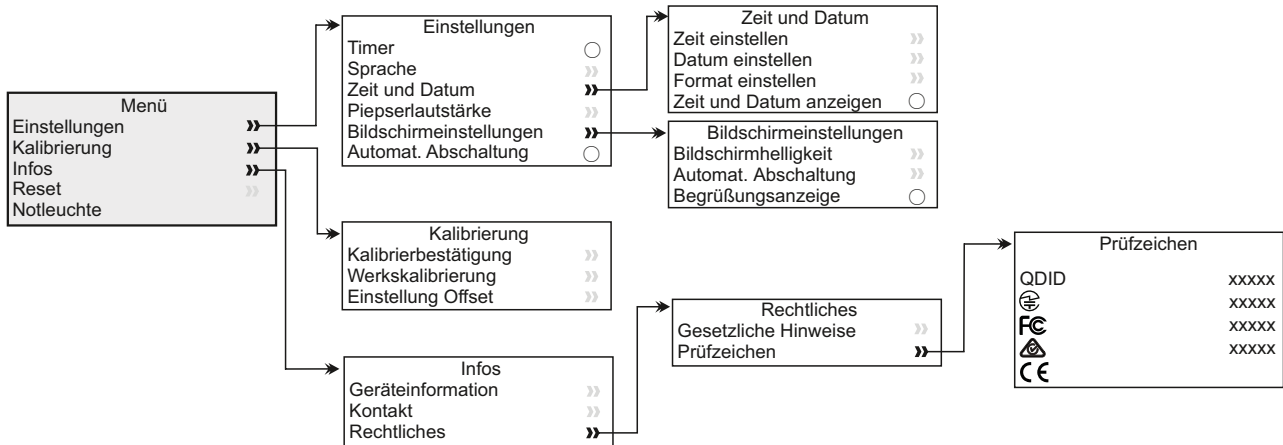 Menü
Einstellungen »
Kalibrierung »
Infos »
Reset »
Notleuchte
Einstellungen
Timer
Sprache »
Zeit und Datum »
Piepserlautstärke »
Bildschirmeinstellungen »
Automat. Abschaltung
Zeit und Datum
Zeit einstellen »
Datum einstellen »
Format einstellen »
Zeit und Datum anzeigen
Bildschirmeinstellungen
Bildschirmhelligkeit »
Automat. Abschaltung »
Begrüßungsanzeige
Kalibrierung
Kalibrierbestätigung »
Werkskalibrierung »
Einstellung Offset »
Infos
Geräteinformation »
Kontakt »
Rechtliches »
Rechtliches
Gesetzliche Hinweise »
Prüfzeichen »
Prüfzeichen
QDID xxxxx
xxxxx
FC xxxxx
xxxxx
CE